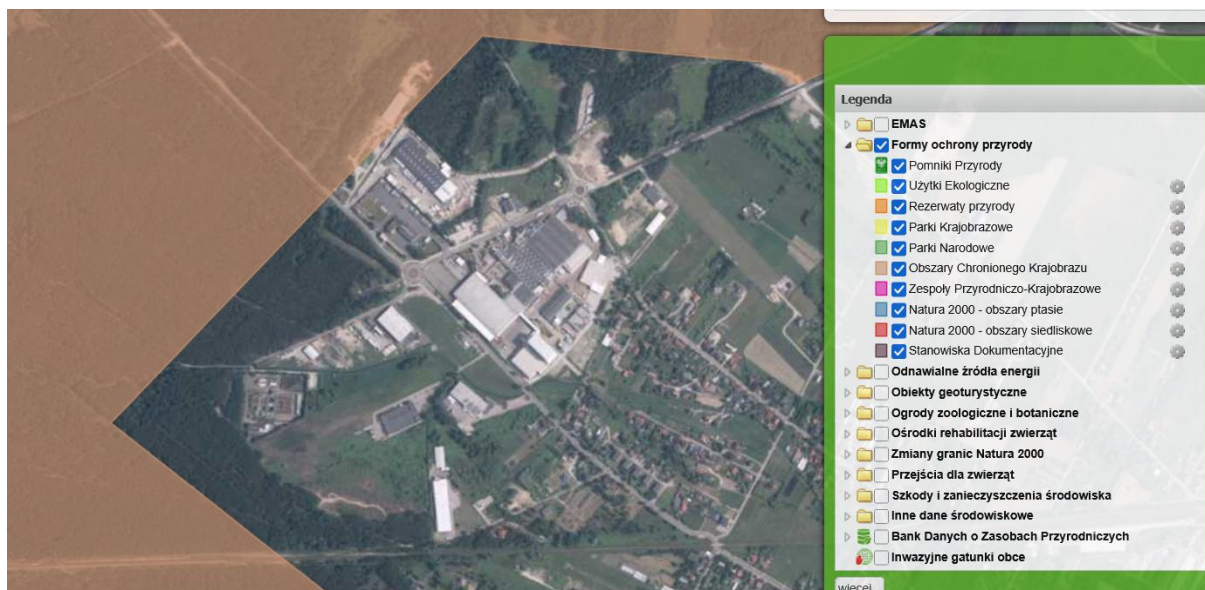 Legenda
EMAS
Formy ochrony przyrody
Pomniki Przyrody
Użytki Ekologiczne
Rezerwaty przyrody
Parki Krajobrazowe
Parki Narodowe
Obszary Chronionego Krajobrazu
Zespoły Przyrodniczo-Krajobrazowe
Natura 2000 - obszary ptasie
Natura 2000 - obszary siedliskowe
Stanowiska Dokumentacyjne
Odnawialne źródła energii
Obiekty geoturystyczne
Ogrody zoologiczne i botaniczne
Ośrodki rehabilitacji zwierząt
Zmiany granic Natura 2000
Przejścia dla zwierząt
Szkody i zanieczyszczenia środowiska
Inne dane środowiskowe
Bank Danych o Zasobach Przyrodniczych
Inwazyjne gatunki obce
więcej